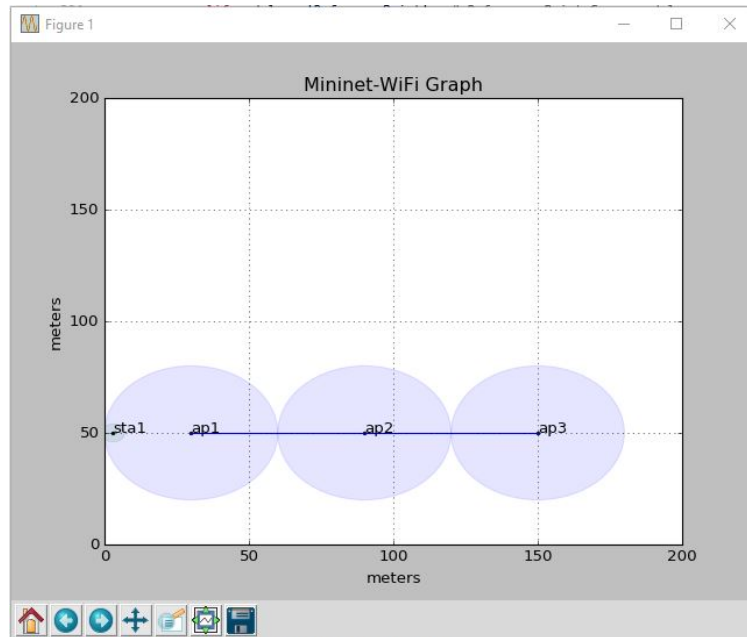 Figure 1
Mininet-WiFi Graph
200
150
meters
100
sta1 ap1 ap2 ap3
50
0
0 50 100 150 200
meters